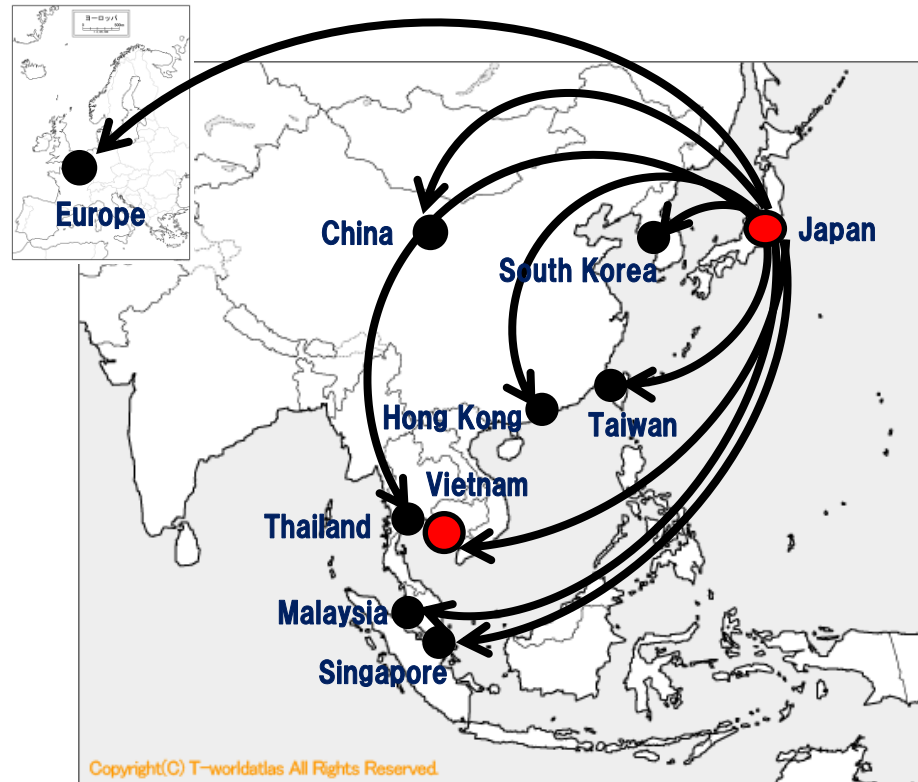 ヨーロッパ
Europe
China
Japan
South Korea
Hong Kong
Taiwan
Vietnam
Thailand
Malaysia
Singapore
Copyright(C) T-worldatlas All Rights Reserved.